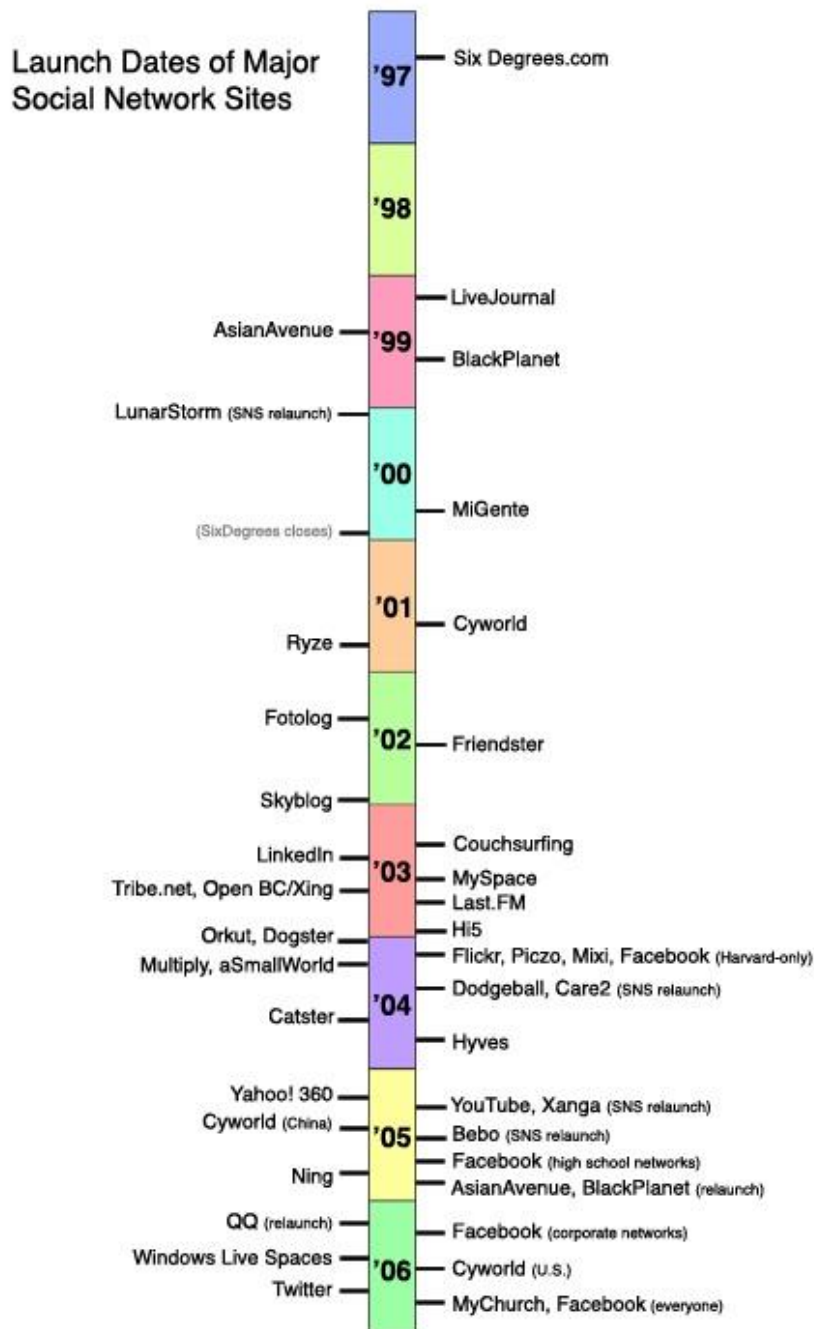 Launch Dates of Major
Social Network Sites
'97
Six Degrees.com
'98
LiveJournal
AsianAvenue
'99
BlackPlanet
LunarStorm (SNS relaunch)
'00
MiGente
(SixDegrees closes)
'01
Cyworld
Ryze
Fotolog
'02
Friendster
Skyblog
Couchsurfing
LinkedIn
'03
MySpace
Tribe.net, Open BC/Xing
Last.FM
Hi5
Orkut, Dogster
Flickr, Piczo, Mixi, Facebook (Harvard-only)
Multiply, aSmallWorld
Dodgeball, Care2 (SNS relaunch)
'04
Catster
Hyves
Yahoo! 360
YouTube, Xanga (SNS relaunch)
Cyworld (China)
'05
Bebo (SNS relaunch)
Facebook (high school networks)
Ning
AsianAvenue, BlackPlanet (relaunch)
QQ (relaunch)
Facebook (corporate networks)
Windows Live Spaces
'06
Cyworld (U.S.)
Twitter
MyChurch, Facebook (everyone)